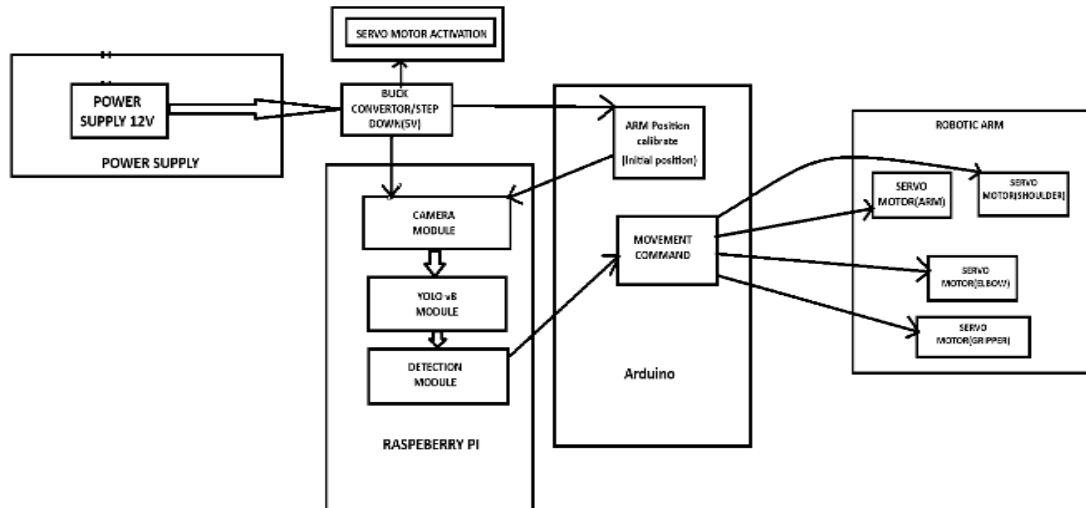 SERVO MOTOR ACTIVATION
POWER
SUPPLY 12V
POWER SUPPLY
BUCK
CONVERTOR/STEP
DOWN(5V)
ARM Position
calibrate
(Initial position)
CAMERA
MODULE
YOLO-v8
MODULE
DETECTION
MODULE
RASPEBERRY PI
MOVEMENT
COMMAND
Arduino
ROBOTIC ARM
SERVO
MOTOR(ARM)
SERVO
MOTOR(SHOULDER)
SERVO
MOTOR(ELBOW)
SERVO
MOTOR(GRIPPER)